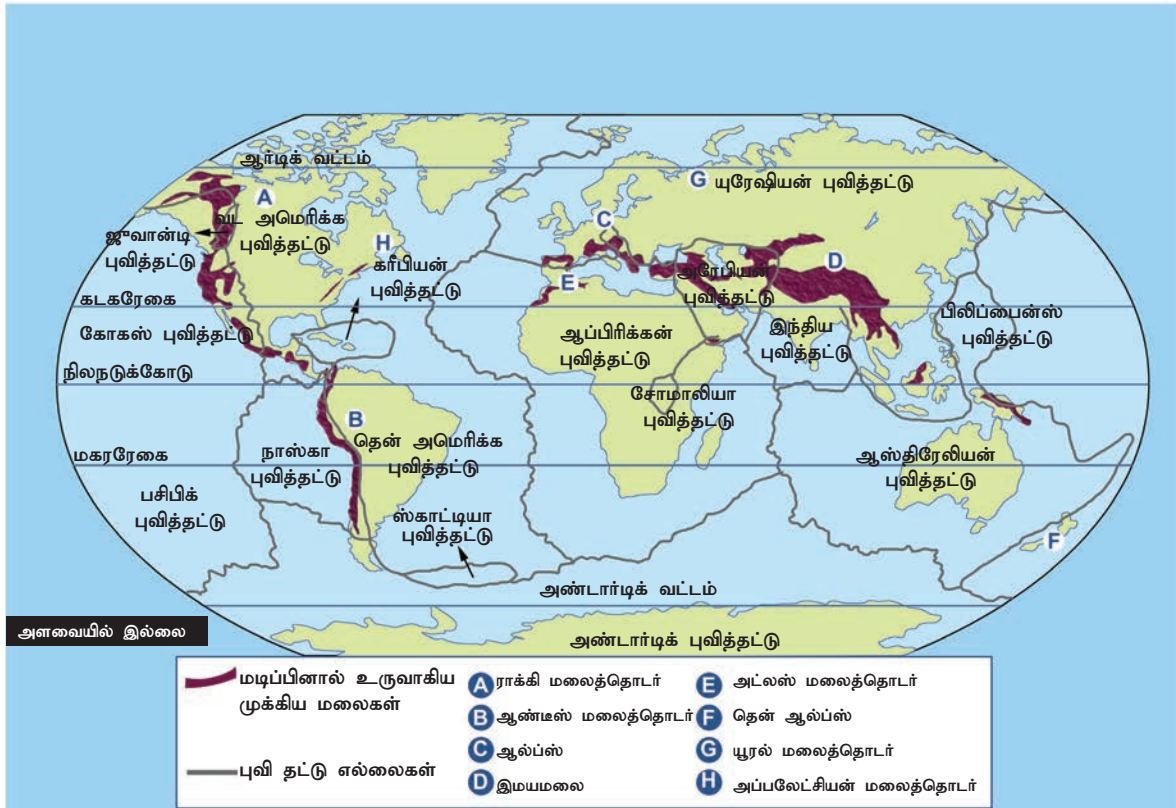 ஆர்டிக் வட்டம்
G
A
யுரேஷியன் புவித்தட்டு
C
வட அமெரிக்க
புவித்தட்டு
ஜுவான்டி
புவித்தட்டு
H
கரீபியன்
புவித்தட்டு
E
அரேபியன்
புவித்தட்டு
D
கடகரேகை
கோகஸ் புவித்தட்டு
ஆப்பிரிக்கன்
புவித்தட்டு
இந்திய
புவித்தட்டு
பிலிப்பைன்ஸ்
புவித்தட்டு
நிலநடுக்கோடு
சோமாலியா
புவித்தட்டு
B
தென் அமெரிக்க
புவித்தட்டு
நாஸ்கா
புவித்தட்டு
மகரரேகை
ஆஸ்திரேலியன்
புவித்தட்டு
பசிபிக்
புவித்தட்டு
ஸ்காட்டியா
புவித்தட்டு
F
அண்டார்டிக் வட்டம்
அளவையில் இல்லை
அண்டார்டிக் புவித்தட்டு
மடிப்பினால் உருவாகிய
முக்கிய மலைகள்
புவி தட்டு எல்லைகள்
A ராக்கி மலைத்தொடர்
B ஆண்டீஸ் மலைத்தொடர்
C ஆல்ப்ஸ்
D இமயமலை
E அட்லஸ் மலைத்தொடர்
F தென் ஆல்ப்ஸ்
G யூரல் மலைத்தொடர்
H அப்பலேட்சியன் மலைத்தொடர்